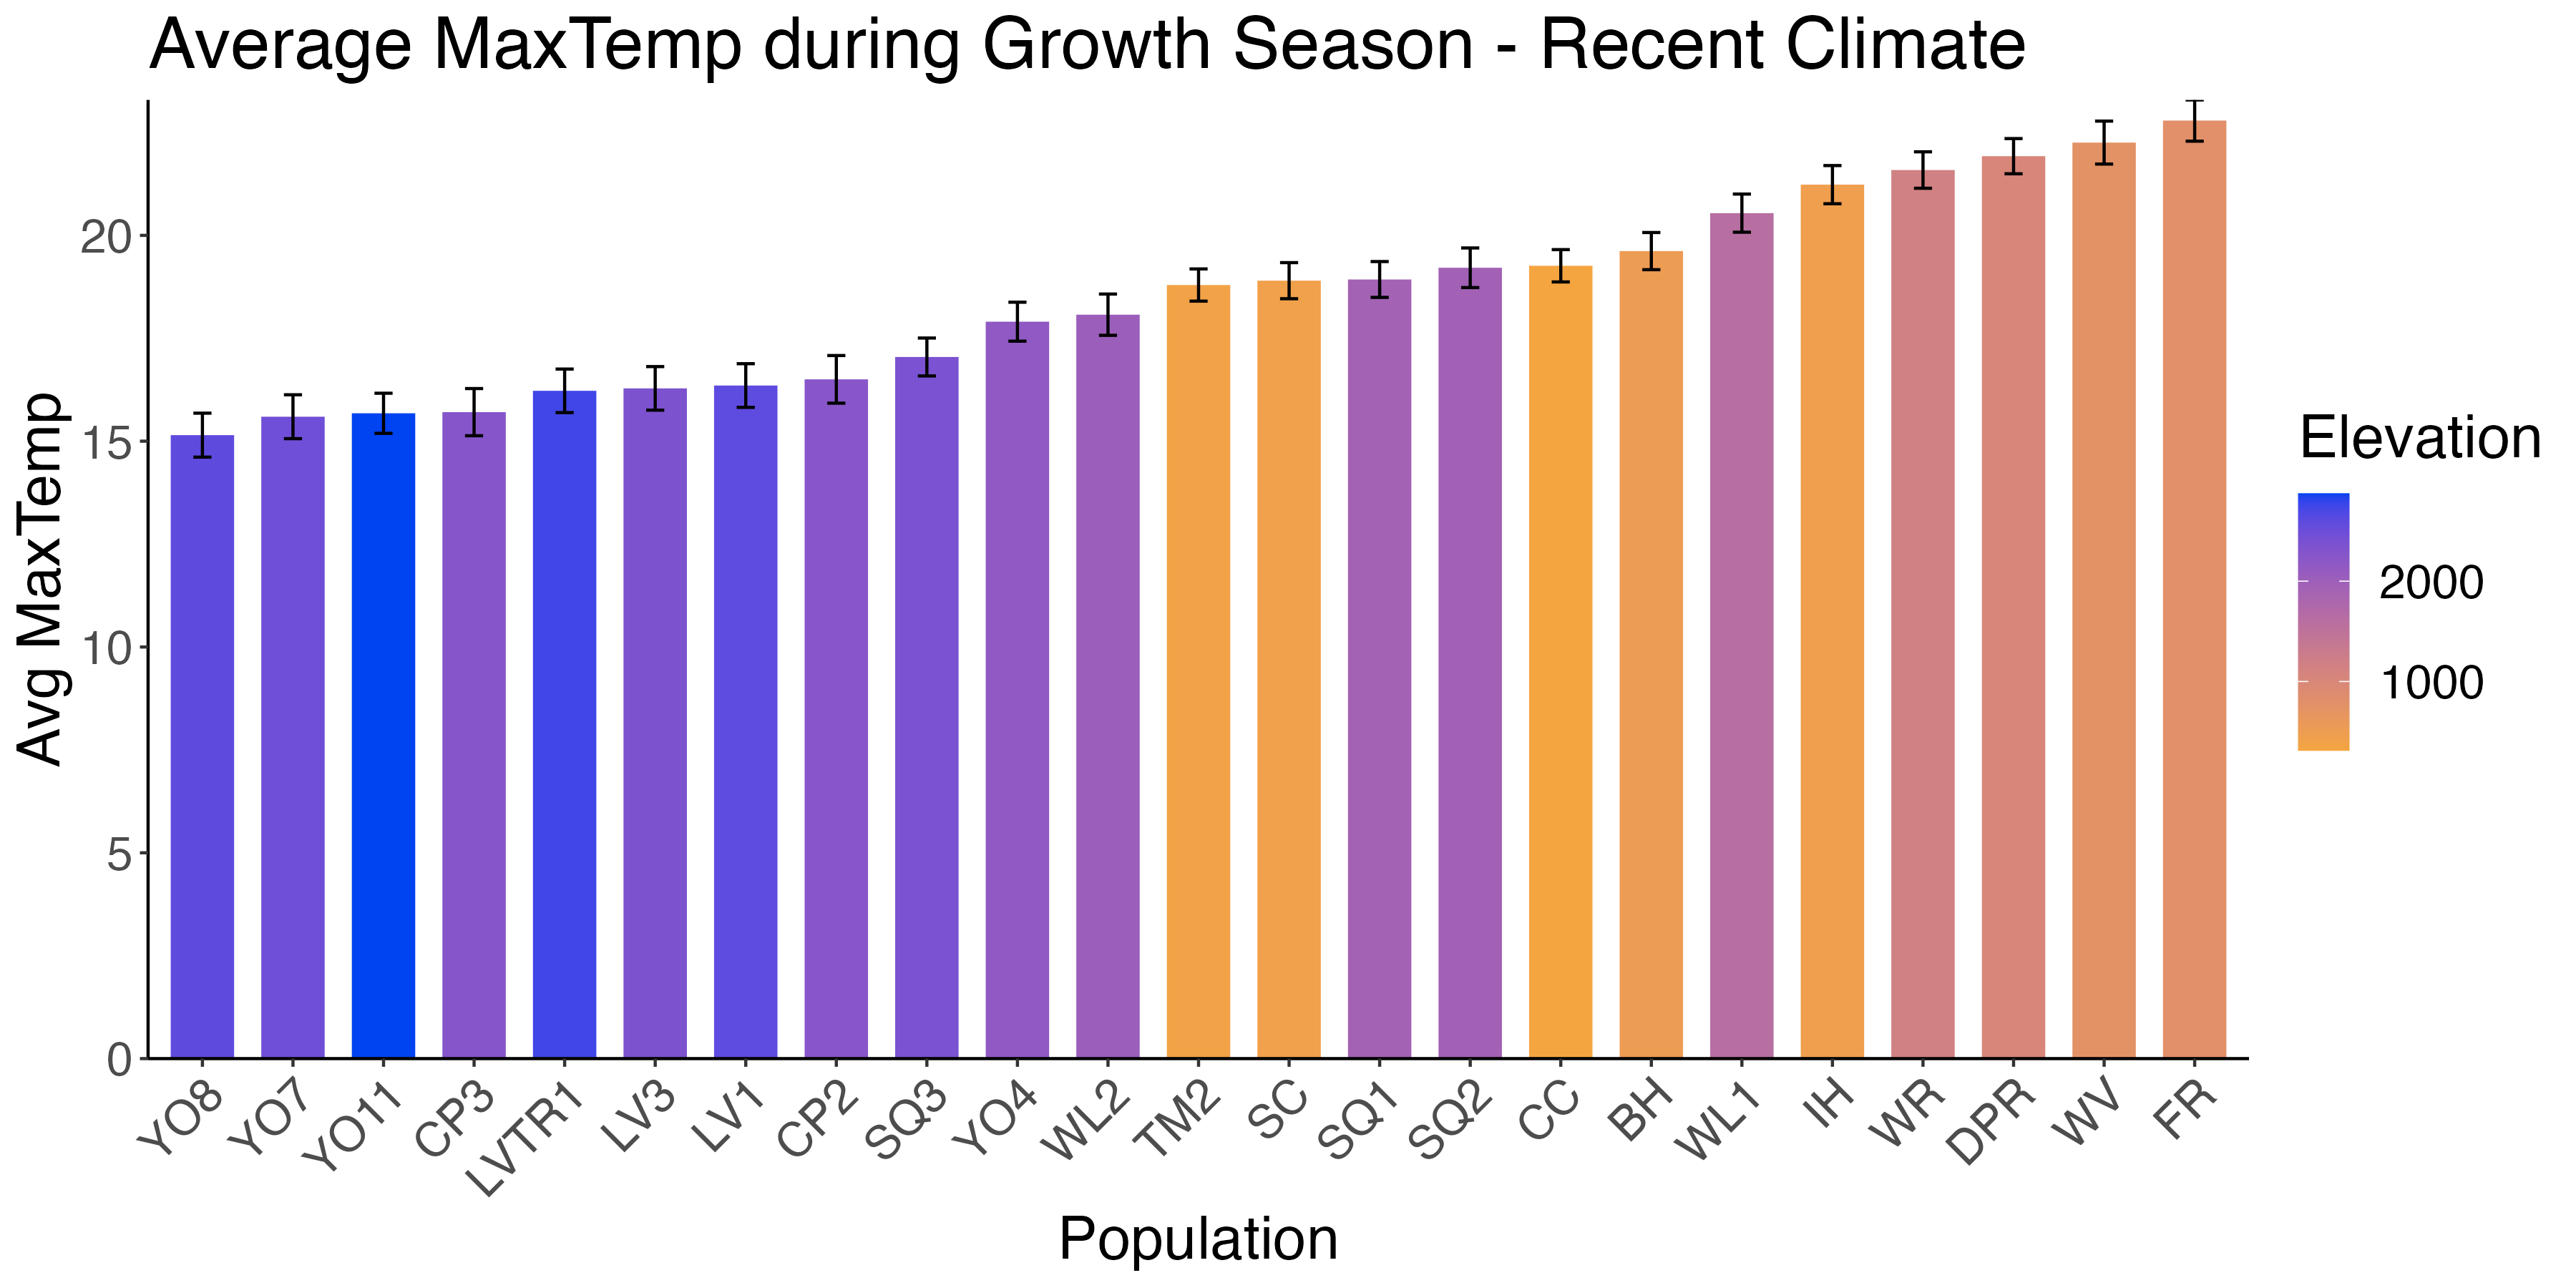 Average MaxTemp during Growth Season - Recent Climate
Avg MaxTemp
20
15
10
5
0
YO8 YO7 YO11 CP3 LVTR1 LV3 LV1 CP2 SQ3 YO4 WL2 TM2 SC SQ1 SQ2 CC BH WL1 IH WR DPR WV FR
Population
Elevation
2000
1000